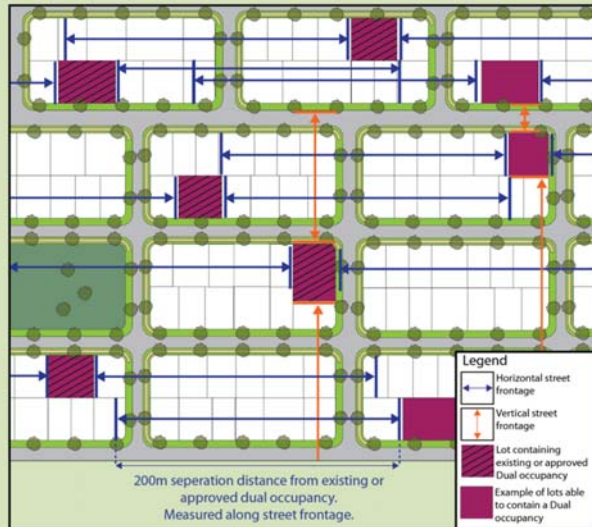 Legend
Horizontal street
frontage
Vertical street
frontage
Lot containing
existing or approved
Dual occupancy
Example of lots able
to contain a Dual
occupancy
200m seperation distance from existing or
approved dual occupancy.
Measured along street frontage.